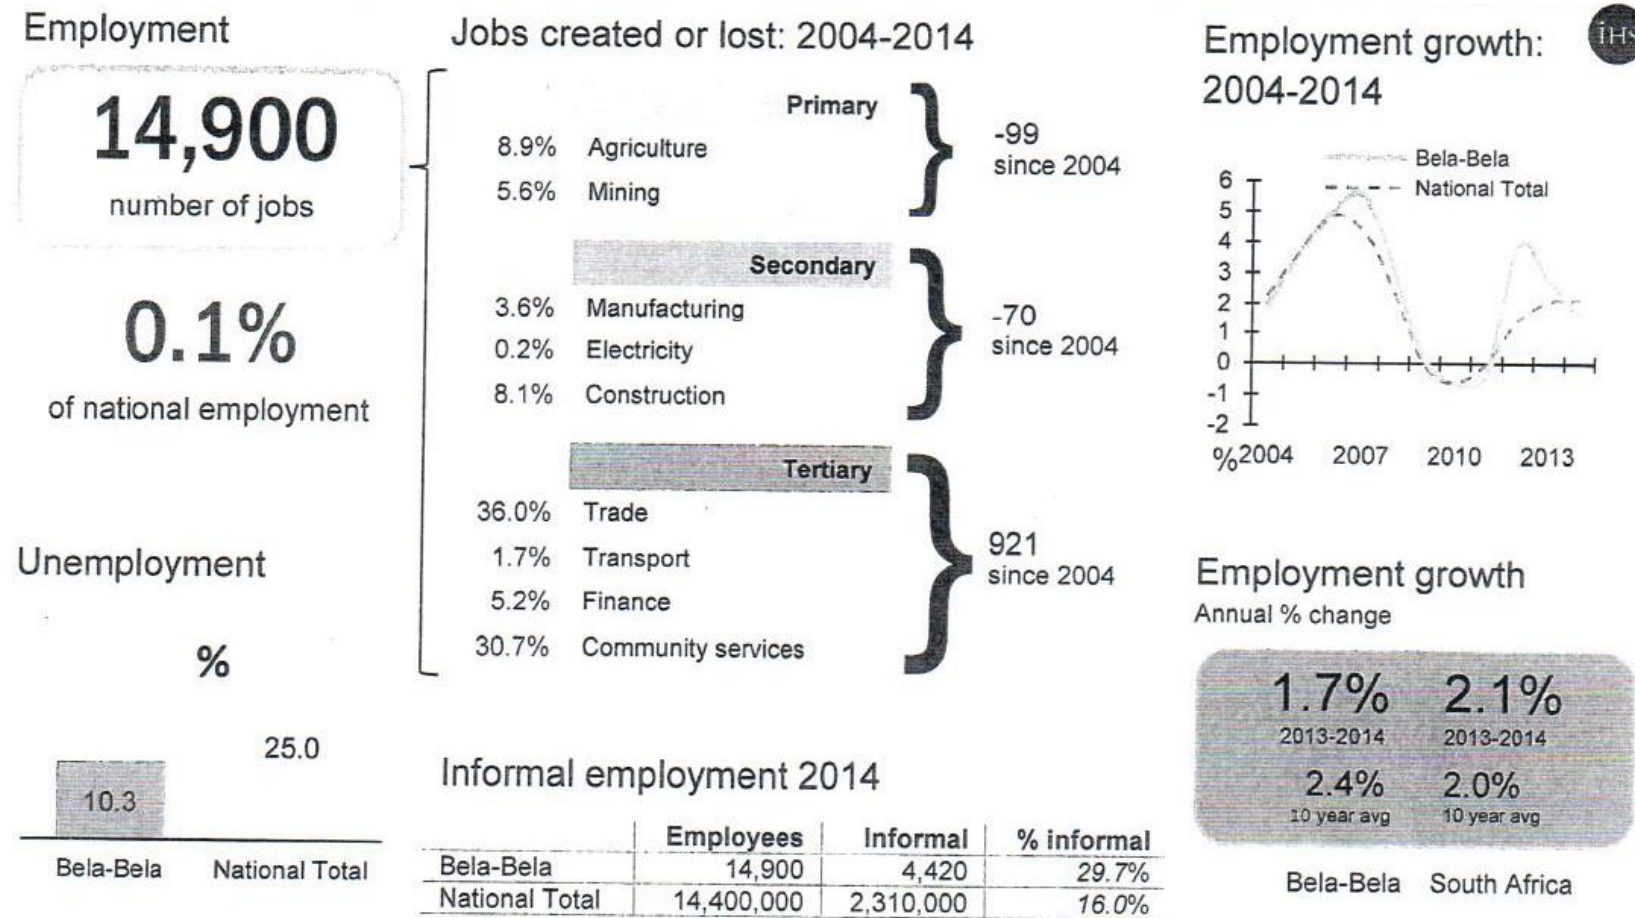 Employment
14,900
number of jobs
0.1%
of national employment
Unemployment
%
10.3
25.0
Bela-Bela National Total
Jobs created or lost: 2004-2014
Primary
8.9% Agriculture
5.6% Mining
-99
since 2004
Secondary
3.6% Manufacturing
0.2% Electricity
8.1% Construction
-70
since 2004
Tertiary
36.0% Trade
1.7% Transport
5.2% Finance
30.7% Community services
921
since 2004
Informal employment 2014
Employees Informal % informal
Bela-Bela 14,900 4,420 29.7%
National Total 14,400,000 2,310,000 16.0%
IHS
Employment growth:
2004-2014
Bela-Bela
National Total
6
5
4
3
2
1
0
-1
-2
% 2004 2007 2010 2013
Employment growth
Annual % change
1.7% 2.1%
2013-2014 2013-2014
2.4% 2.0%
10 year avg 10 year avg
Bela-Bela South Africa